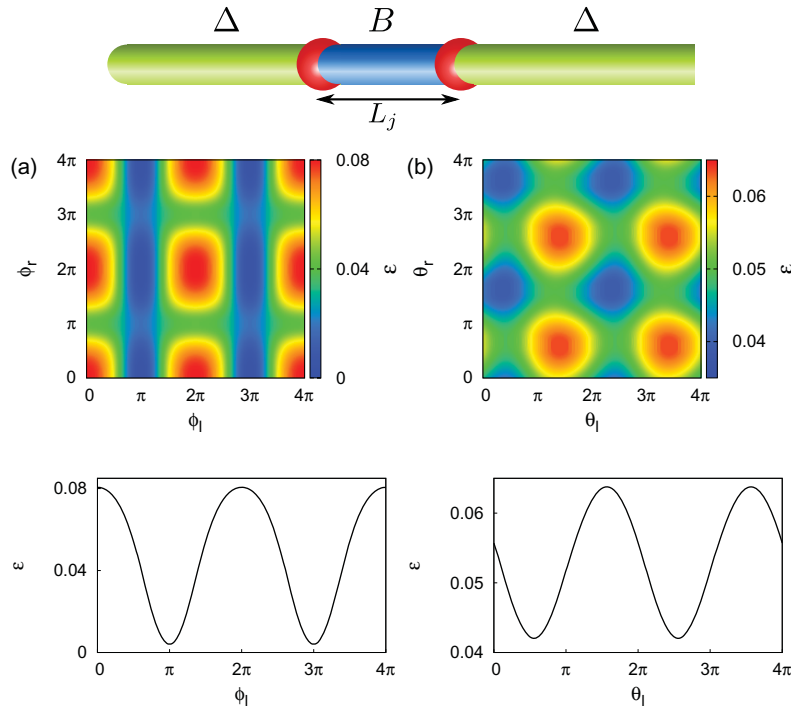 Δ B Δ
L_j
(a)
4π
3π
2π
π
0
ϕ_r
0 π 2π 3π 4π
ϕ_l
0.08
0.04
0
ε
(b)
4π
3π
2π
π
0
θ_r
0 π 2π 3π 4π
θ_l
0.06
0.05
0.04
ε
0.08
0.04
0
ε
0 π 2π 3π 4π
ϕ_l
0.06
0.05
0.04
ε
0 π 2π 3π 4π
θ_l